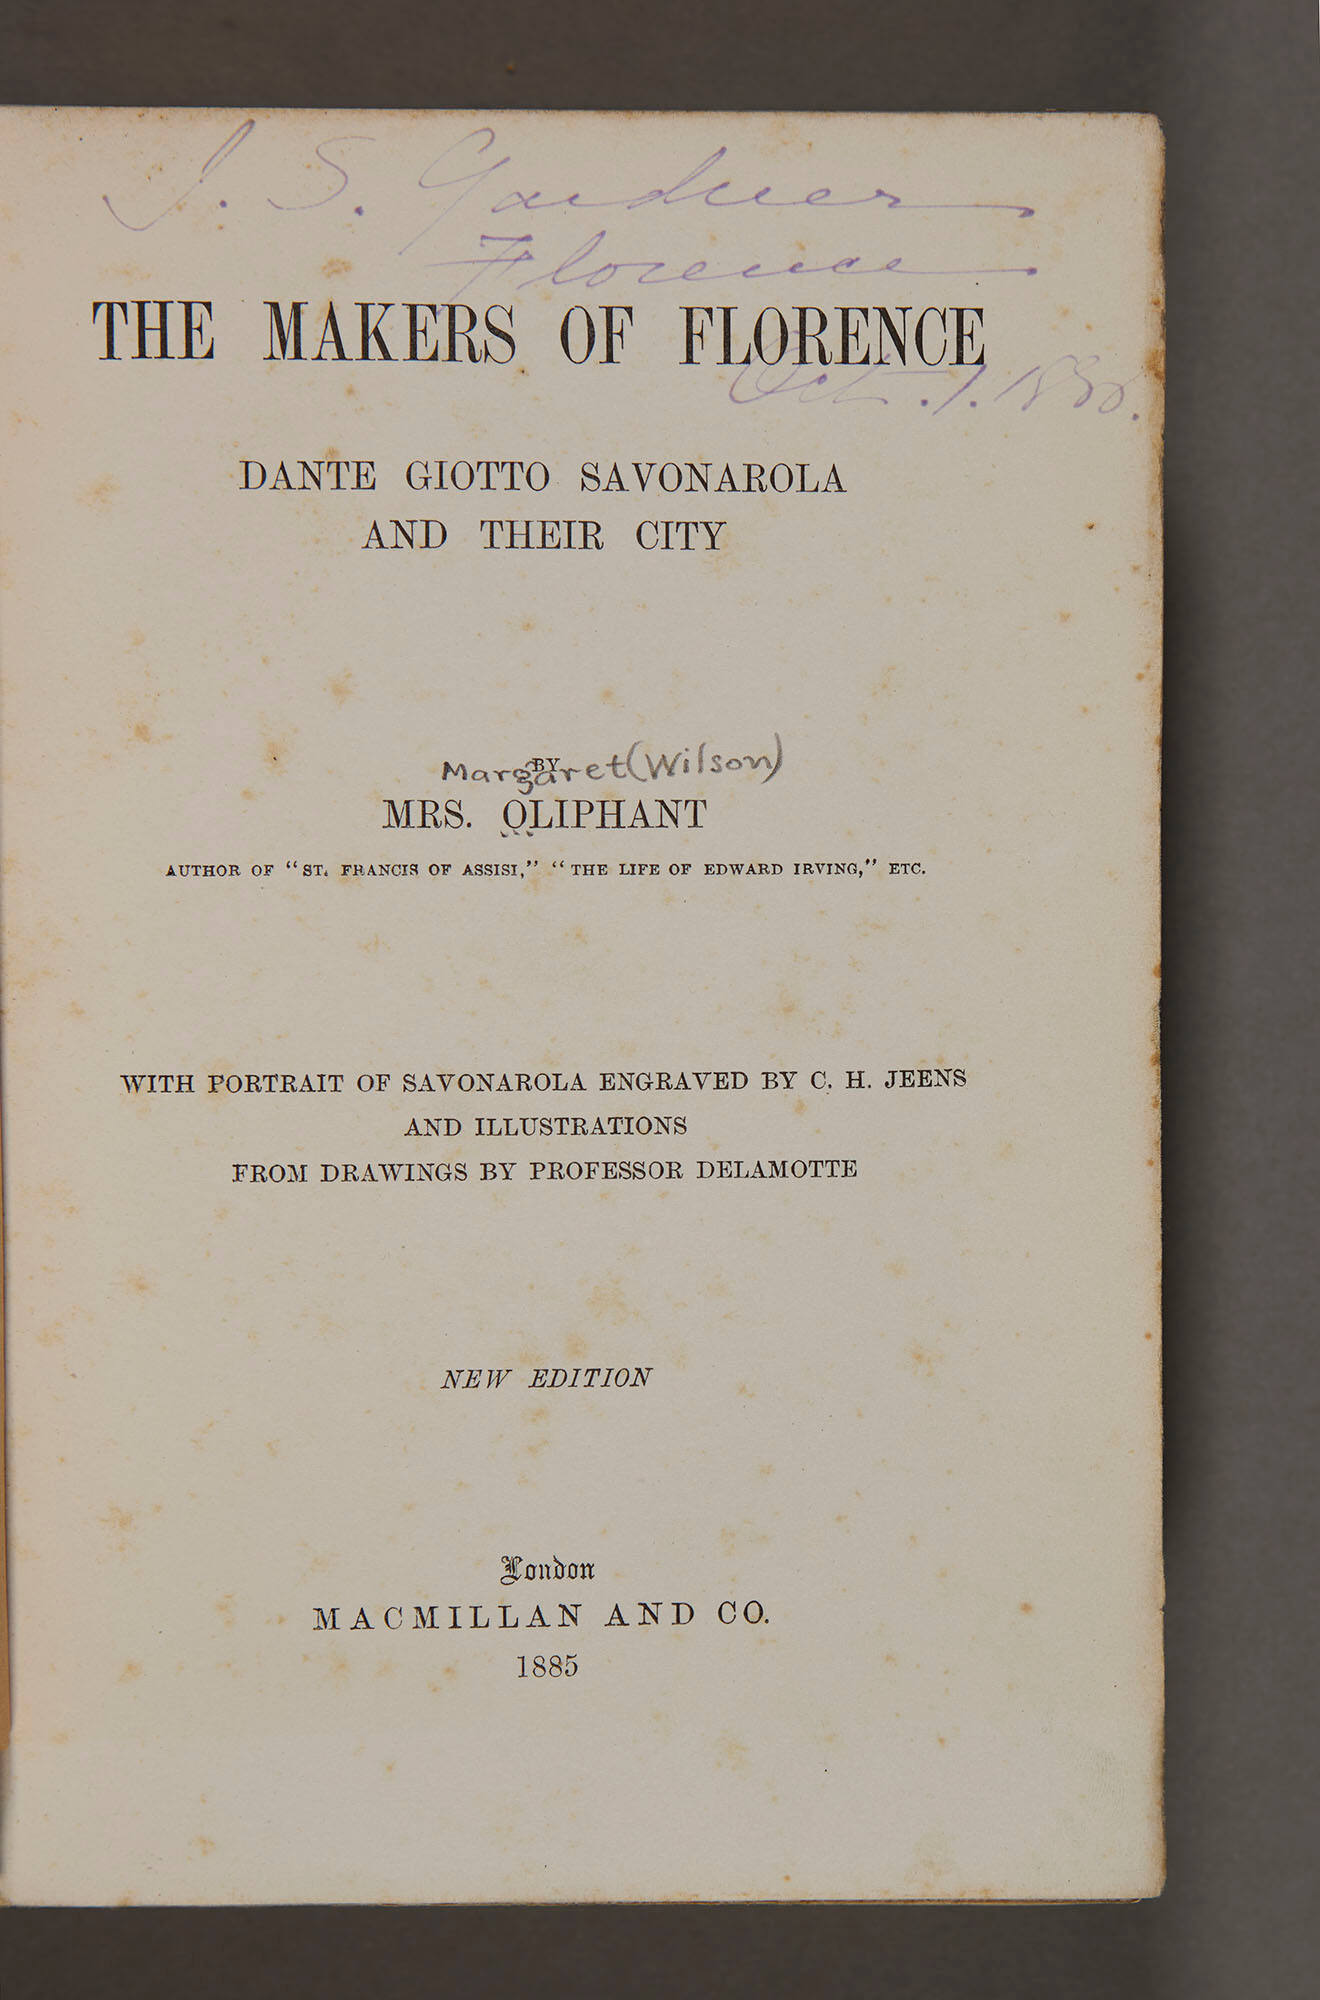 I. S. Gardner
Florence
THE MAKERS OF FLORENCE
Oct. 1. 1888.
DANTE GIOTTO SAVONAROLA
AND THEIR CITY
Margaret (Wilson)
BY
MRS. OLIPHANT
AUTHOR OF "ST. FRANCIS OF ASSISI," "THE LIFE OF EDWARD IRVING," ETC.
WITH PORTRAIT OF SAVONAROLA ENGRAVED BY C. H. JEENS
AND ILLUSTRATIONS
FROM DRAWINGS BY PROFESSOR DELAMOTTE
NEW EDITION
London
MACMILLAN AND CO.
1885